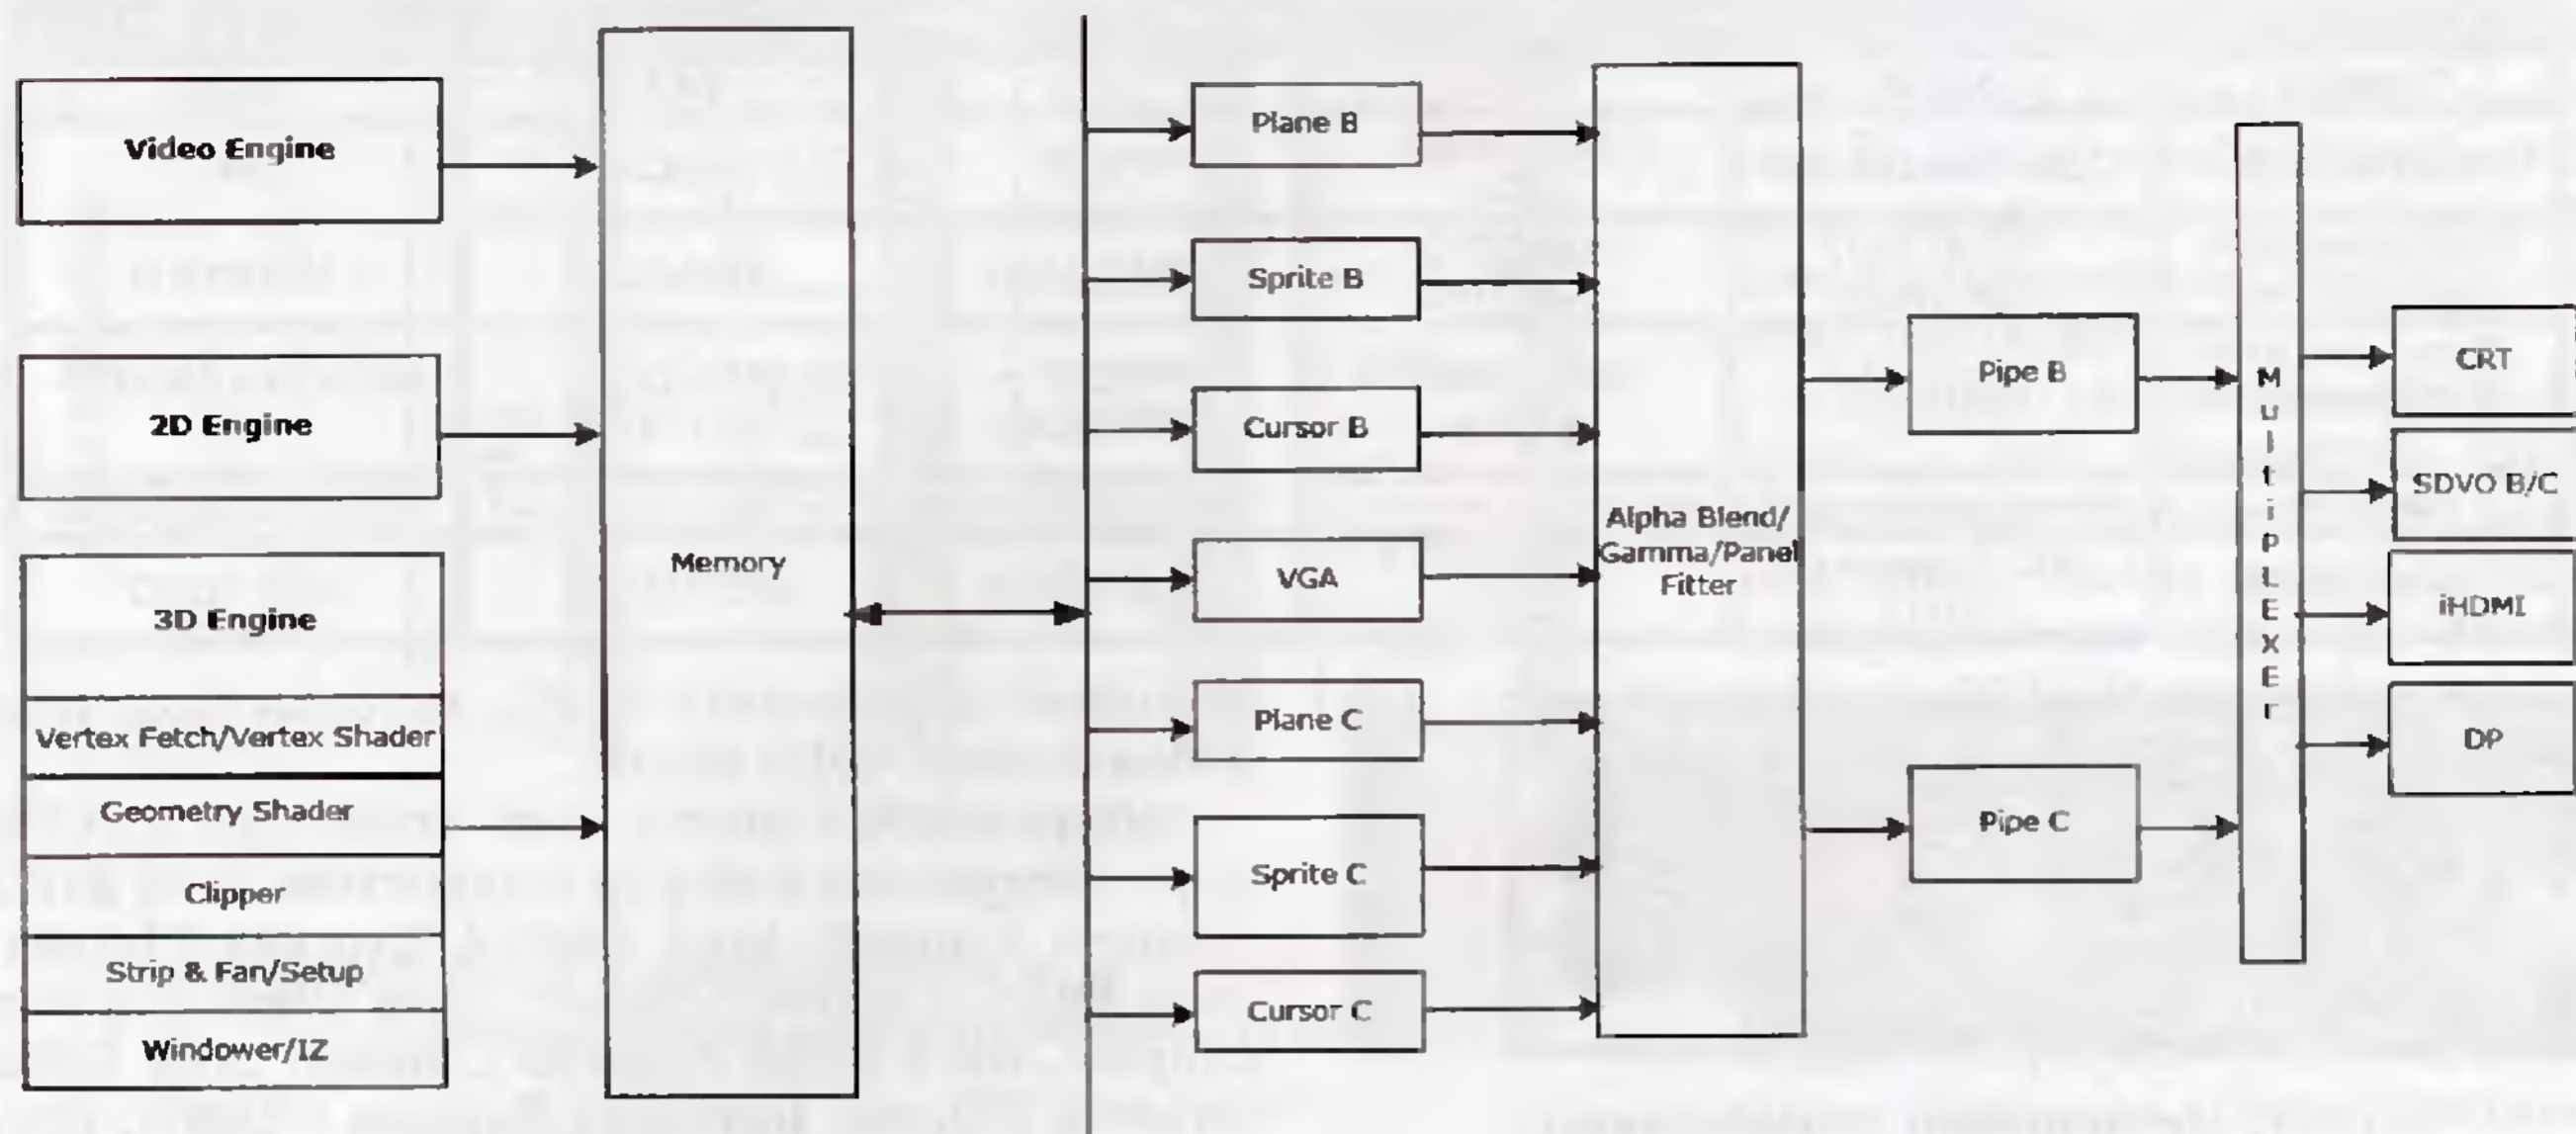 Video Engine
2D Engine
3D Engine
Vertex Fetch/Vertex Shader
Geometry Shader
Clipper
Strip & Fan/Setup
Windower/IZ
Memory
Plane B
Sprite B
Cursor B
VGA
Plane C
Sprite C
Cursor C
Alpha Blend/
Gamma/Panel
Fitter
Pipe B
Pipe C
MultiPLEXEr
CRT
SDVO B/C
iHDMI
DP